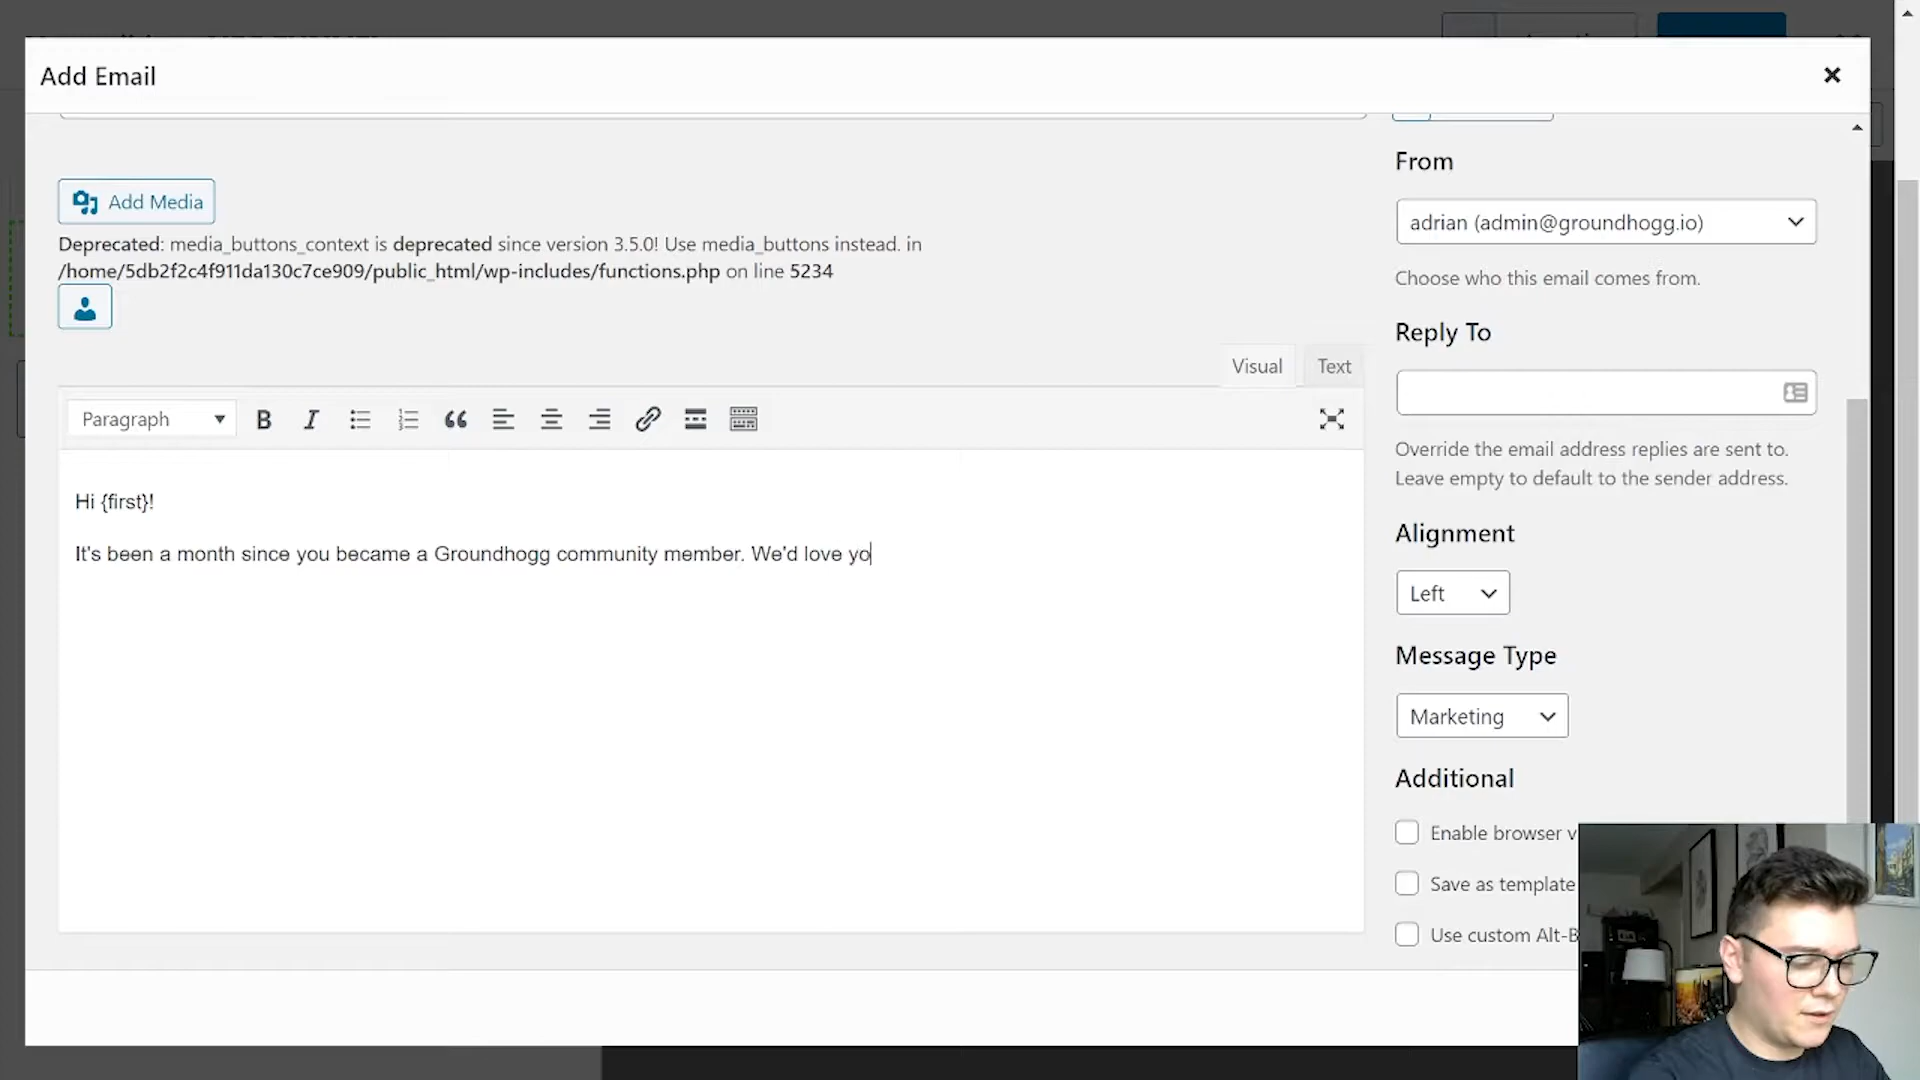 Add Email
Add Media
Deprecated: media_buttons_context is deprecated since version 3.5.0! Use media_buttons instead. in
/home/5db2f2c4f911da130c7ce909/public_html/wp-includes/functions.php on line 5234
Visual Text
Paragraph
Hi {first}!
It's been a month since you became a Groundhogg community member. We'd love yo
From
adrian (admin@groundhogg.io)
Choose who this email comes from.
Reply To
Override the email address replies are sent to.
Leave empty to default to the sender address.
Alignment
Left
Message Type
Marketing
Additional
Enable browser v
Save as template
Use custom Alt-B